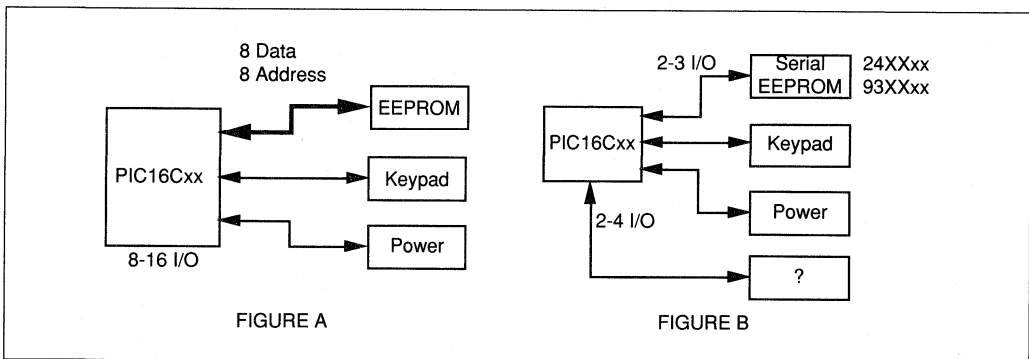 8 Data
8 Address
EEPROM
PIC16Cxx
Keypad
Power
8-16 I/O
FIGURE A
2-3 I/O
Serial
EEPROM
24XXxx
93XXxx
PIC16Cxx
Keypad
Power
2-4 I/O
?
FIGURE B